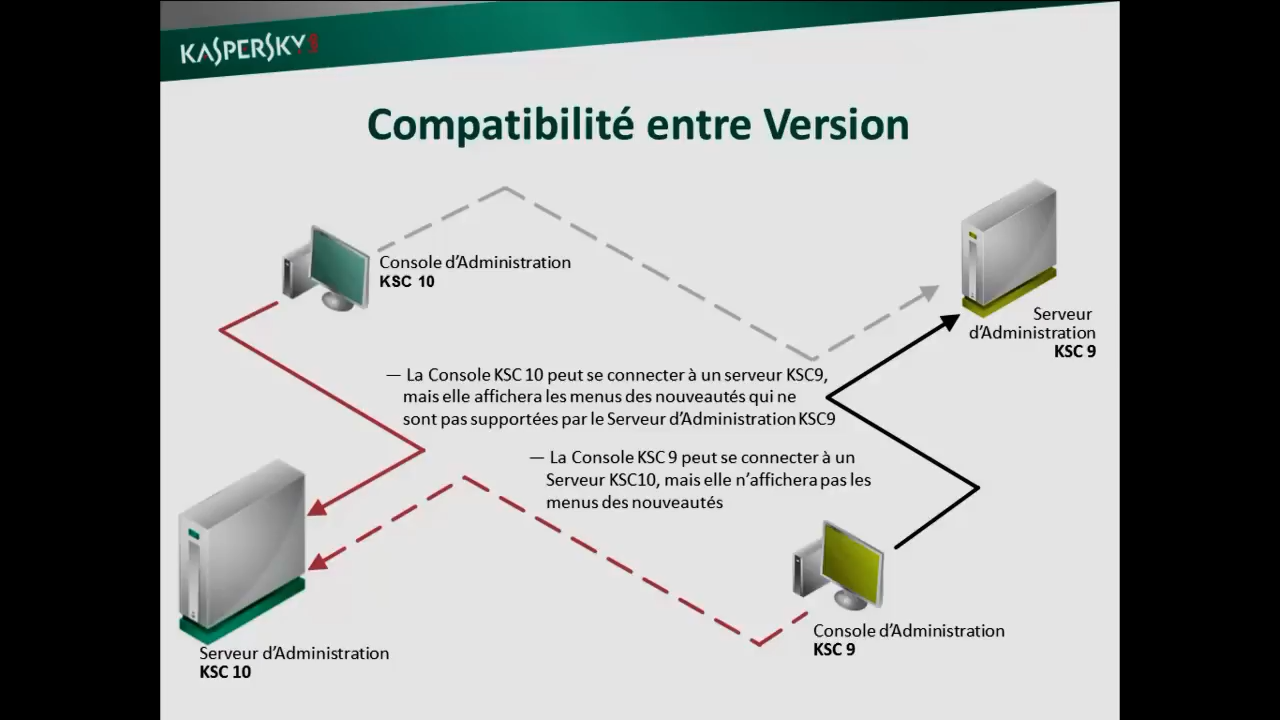 KASPERSKY
Compatibilité entre Version
Console d'Administration
KSC 10
Serveur
d'Administration
KSC 9
— La Console KSC 10 peut se connecter à un serveur KSC9,
mais elle affichera les menus des nouveautés qui ne
sont pas supportées par le Serveur d'Administration KSC9
— La Console KSC 9 peut se connecter à un
Serveur KSC10, mais elle n'affichera pas les
menus des nouveautés
Console d'Administration
KSC 9
Serveur d'Administration
KSC 10